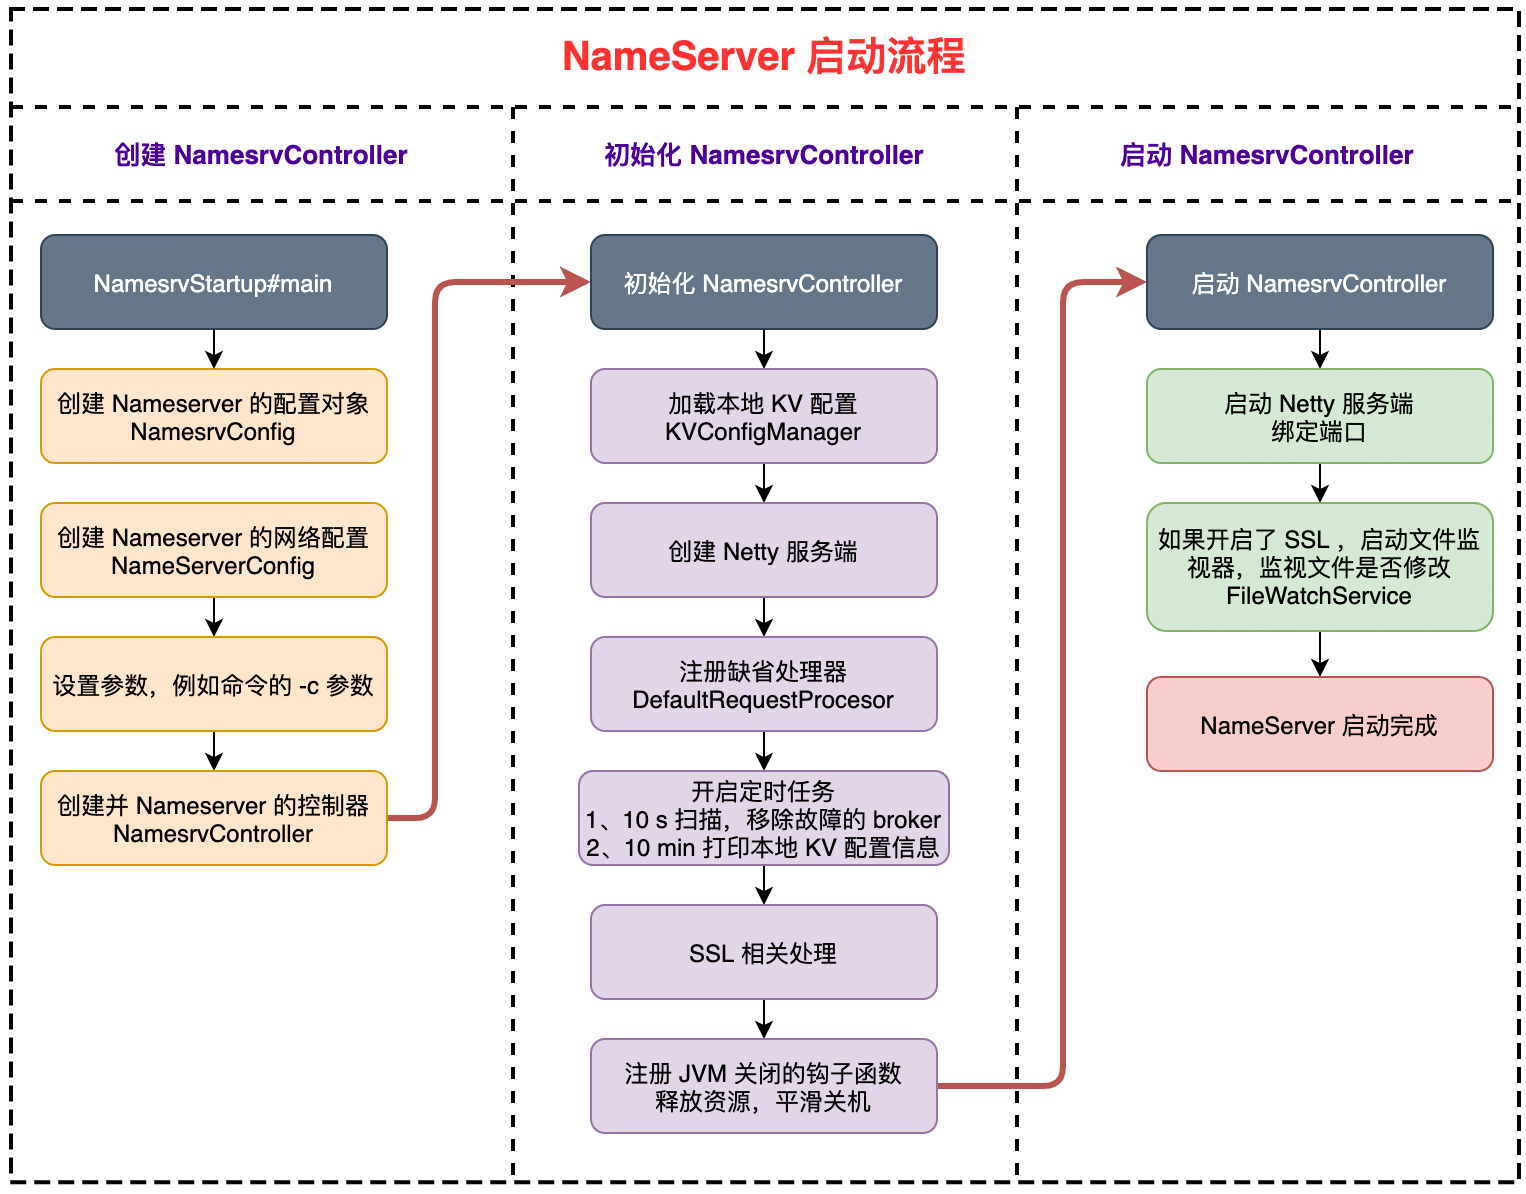 NameServer 启动流程
创建 NamesrvController
初始化 NamesrvController
启动 NamesrvController
NamesrvStartup#main
创建 Nameserver 的配置对象
NamesrvConfig
创建 Nameserver 的网络配置
NameServerConfig
设置参数，例如命令的 -c 参数
创建并 Nameserver 的控制器
NamesrvController
初始化 NamesrvController
加载本地 KV 配置
KVConfigManager
创建 Netty 服务端
注册缺省处理器
DefaultRequestProcesor
开启定时任务
1、10 s 扫描，移除故障的 broker
2、10 min 打印本地 KV 配置信息
SSL 相关处理
注册 JVM 关闭的钩子函数
释放资源，平滑关机
启动 NamesrvController
启动 Netty 服务端
绑定端口
如果开启了 SSL ，启动文件监
视器，监视文件是否修改
FileWatchService
NameServer 启动完成